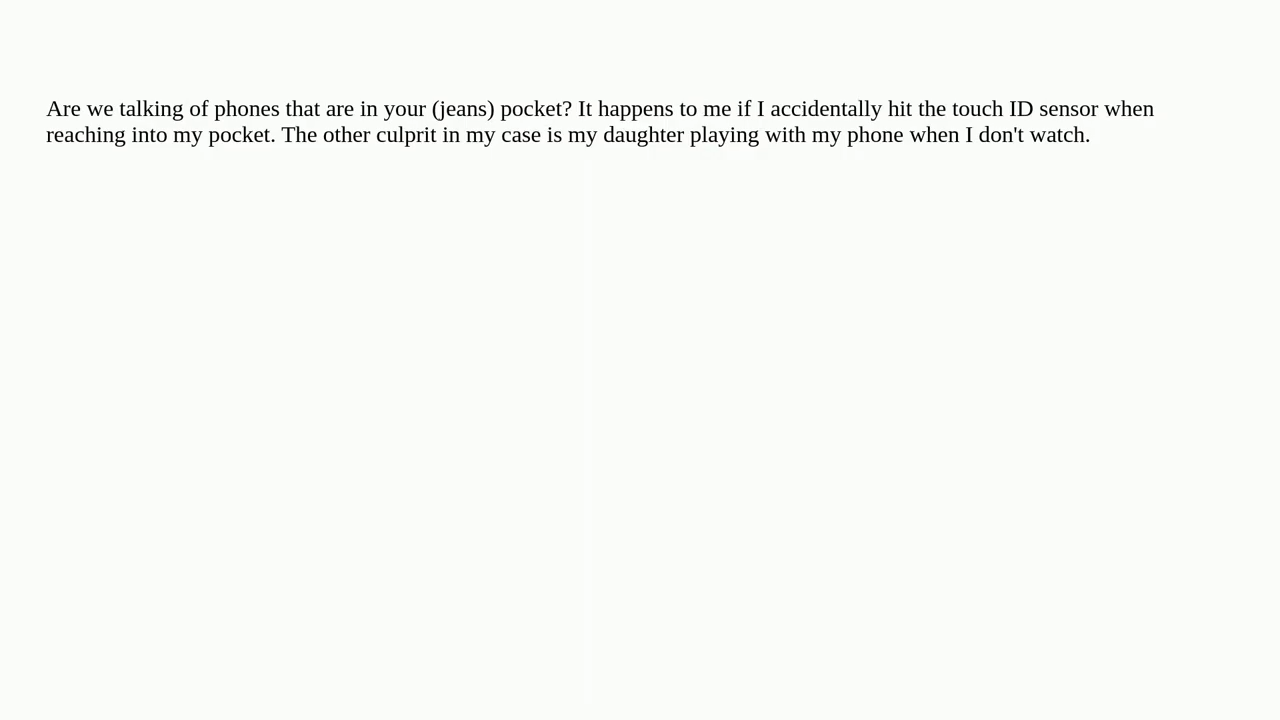 Are we talking of phones that are in your (jeans) pocket? It happens to me if I accidentally hit the touch ID sensor when
reaching into my pocket. The other culprit in my case is my daughter playing with my phone when I don't watch.